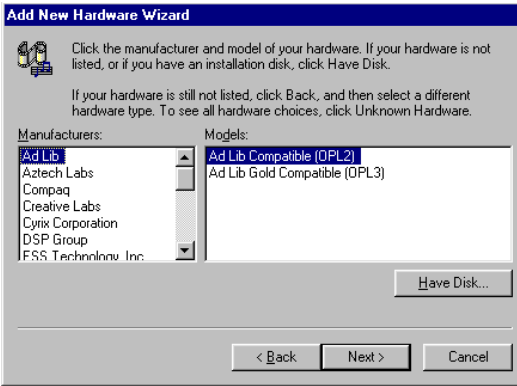 Add New Hardware Wizard
Click the manufacturer and model of your hardware. If your hardware is not
listed, or if you have an installation disk, click Have Disk.
If your hardware is still not listed, click Back, and then select a different
hardware type. To see all hardware choices, click Unknown Hardware.
Manufacturers:
Ad Lib
Aztech Labs
Compaq
Creative Labs
Cyrix Corporation
DSP Group
ESS Technology, Inc
Models:
Ad Lib Compatible (OPL2)
Ad Lib Gold Compatible (OPL3)
Have Disk...
< Back
Next >
Cancel